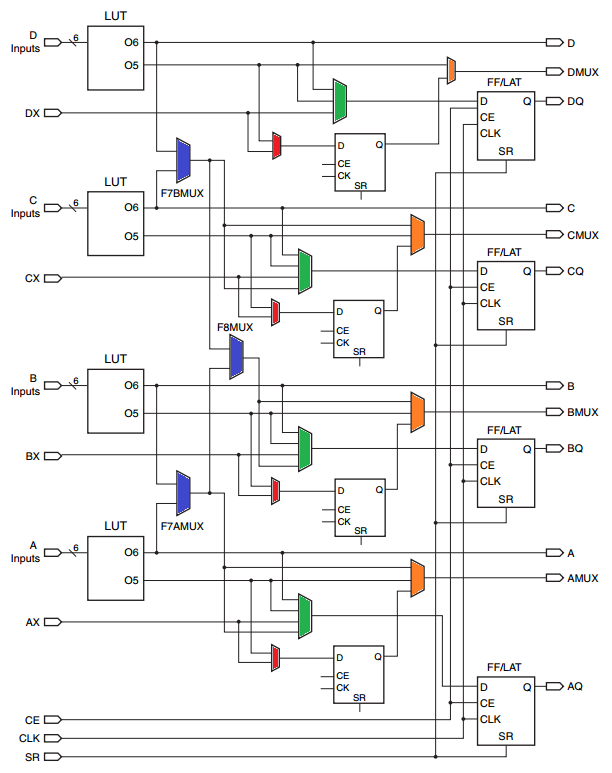 LUT
D
Inputs
6
O6
O5
D
DMUX
FF/LAT
D
Q
DQ
CE
CLK
SR
DX
D
Q
CE
CK
SR
F7BMUX
LUT
C
Inputs
6
O6
O5
C
CMUX
FF/LAT
D
Q
CQ
CE
CLK
SR
CX
D
Q
CE
CK
SR
F8MUX
LUT
B
Inputs
6
O6
O5
B
BMUX
FF/LAT
D
Q
BQ
CE
CLK
SR
BX
D
Q
CE
CK
SR
F7AMUX
LUT
A
Inputs
6
O6
O5
A
AMUX
AX
D
Q
CE
CK
SR
FF/LAT
D
Q
AQ
CE
CLK
SR
CE
CLK
SR